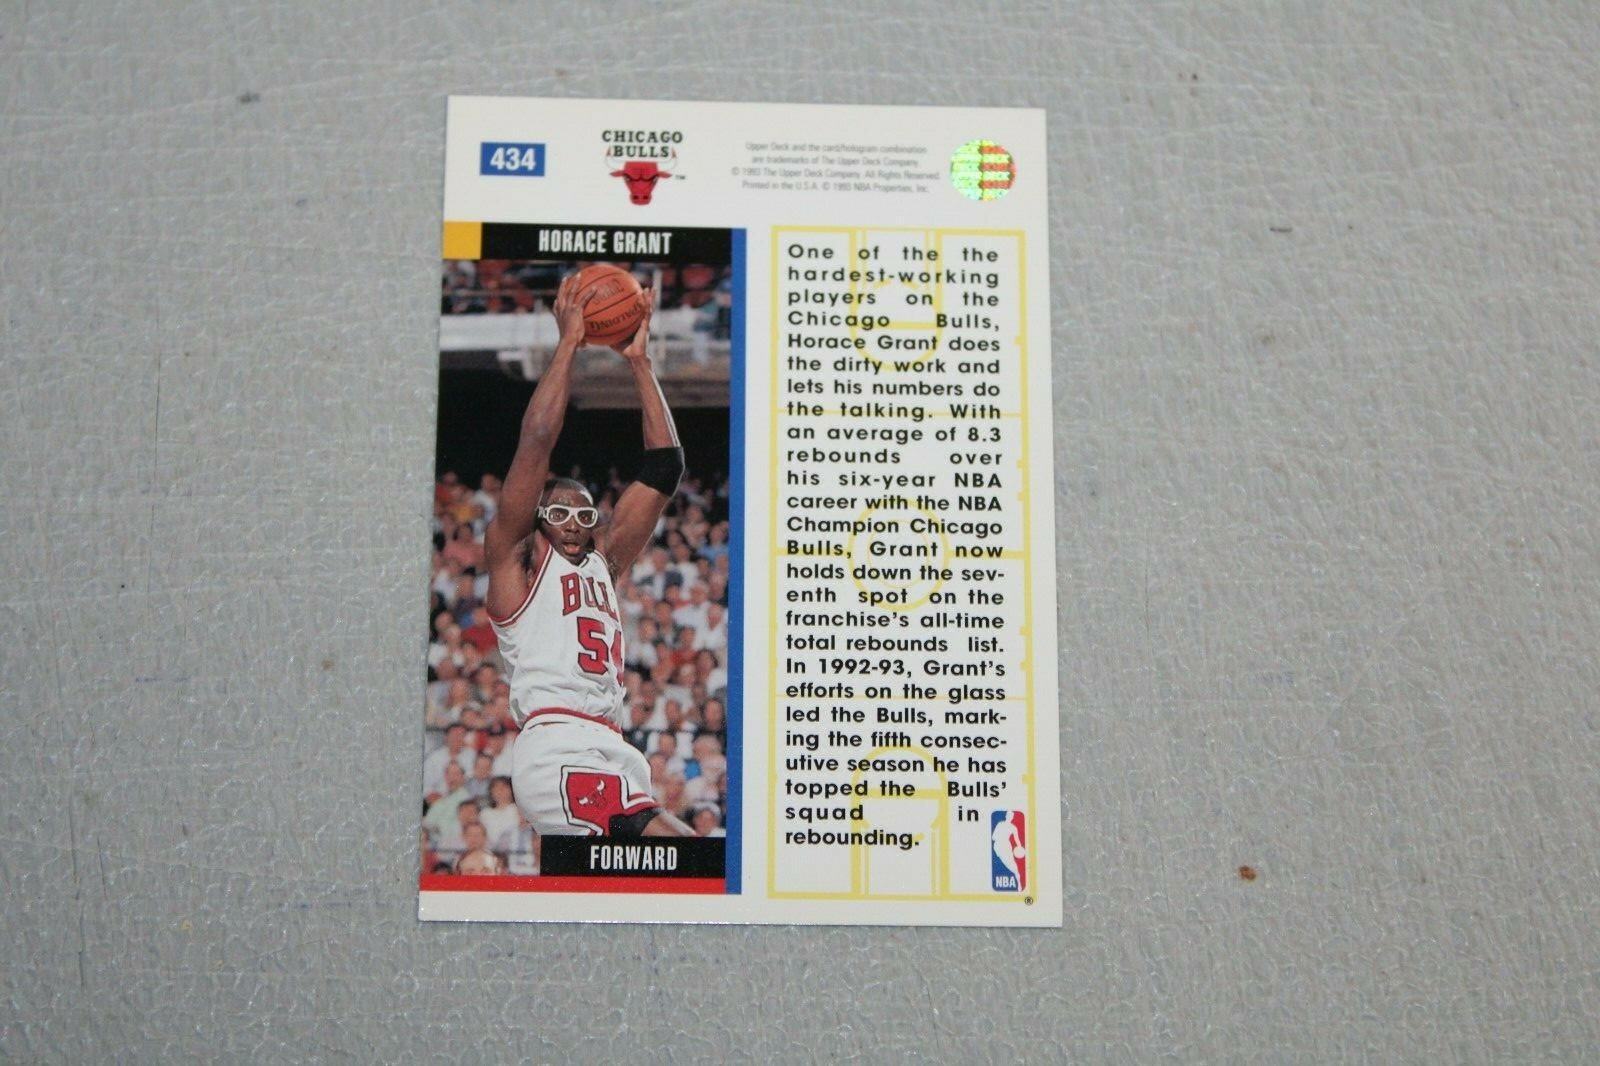 434
CHICAGO
BULLS
TM
Upper Deck and the card/hologram combination
are trademarks of The Upper Deck Company.
© 1993 The Upper Deck Company. All Rights Reserved.
Printed in the U.S.A. © 1993 NBA Properties, Inc.
UPPER DECK
HORACE GRANT
SPALDING
BULL
54
FORWARD
One of the the
hardest-working
players on the
Chicago Bulls,
Horace Grant does
the dirty work and
lets his numbers do
the talking. With
an average of 8.3
rebounds over
his six-year NBA
career with the NBA
Champion Chicago
Bulls, Grant now
holds down the sev-
enth spot on the
franchise's all-time
total rebounds list.
In 1992-93, Grant's
efforts on the glass
led the Bulls, mark-
ing the fifth consec-
utive season he has
topped the Bulls'
squad in
rebounding.
NBA
®